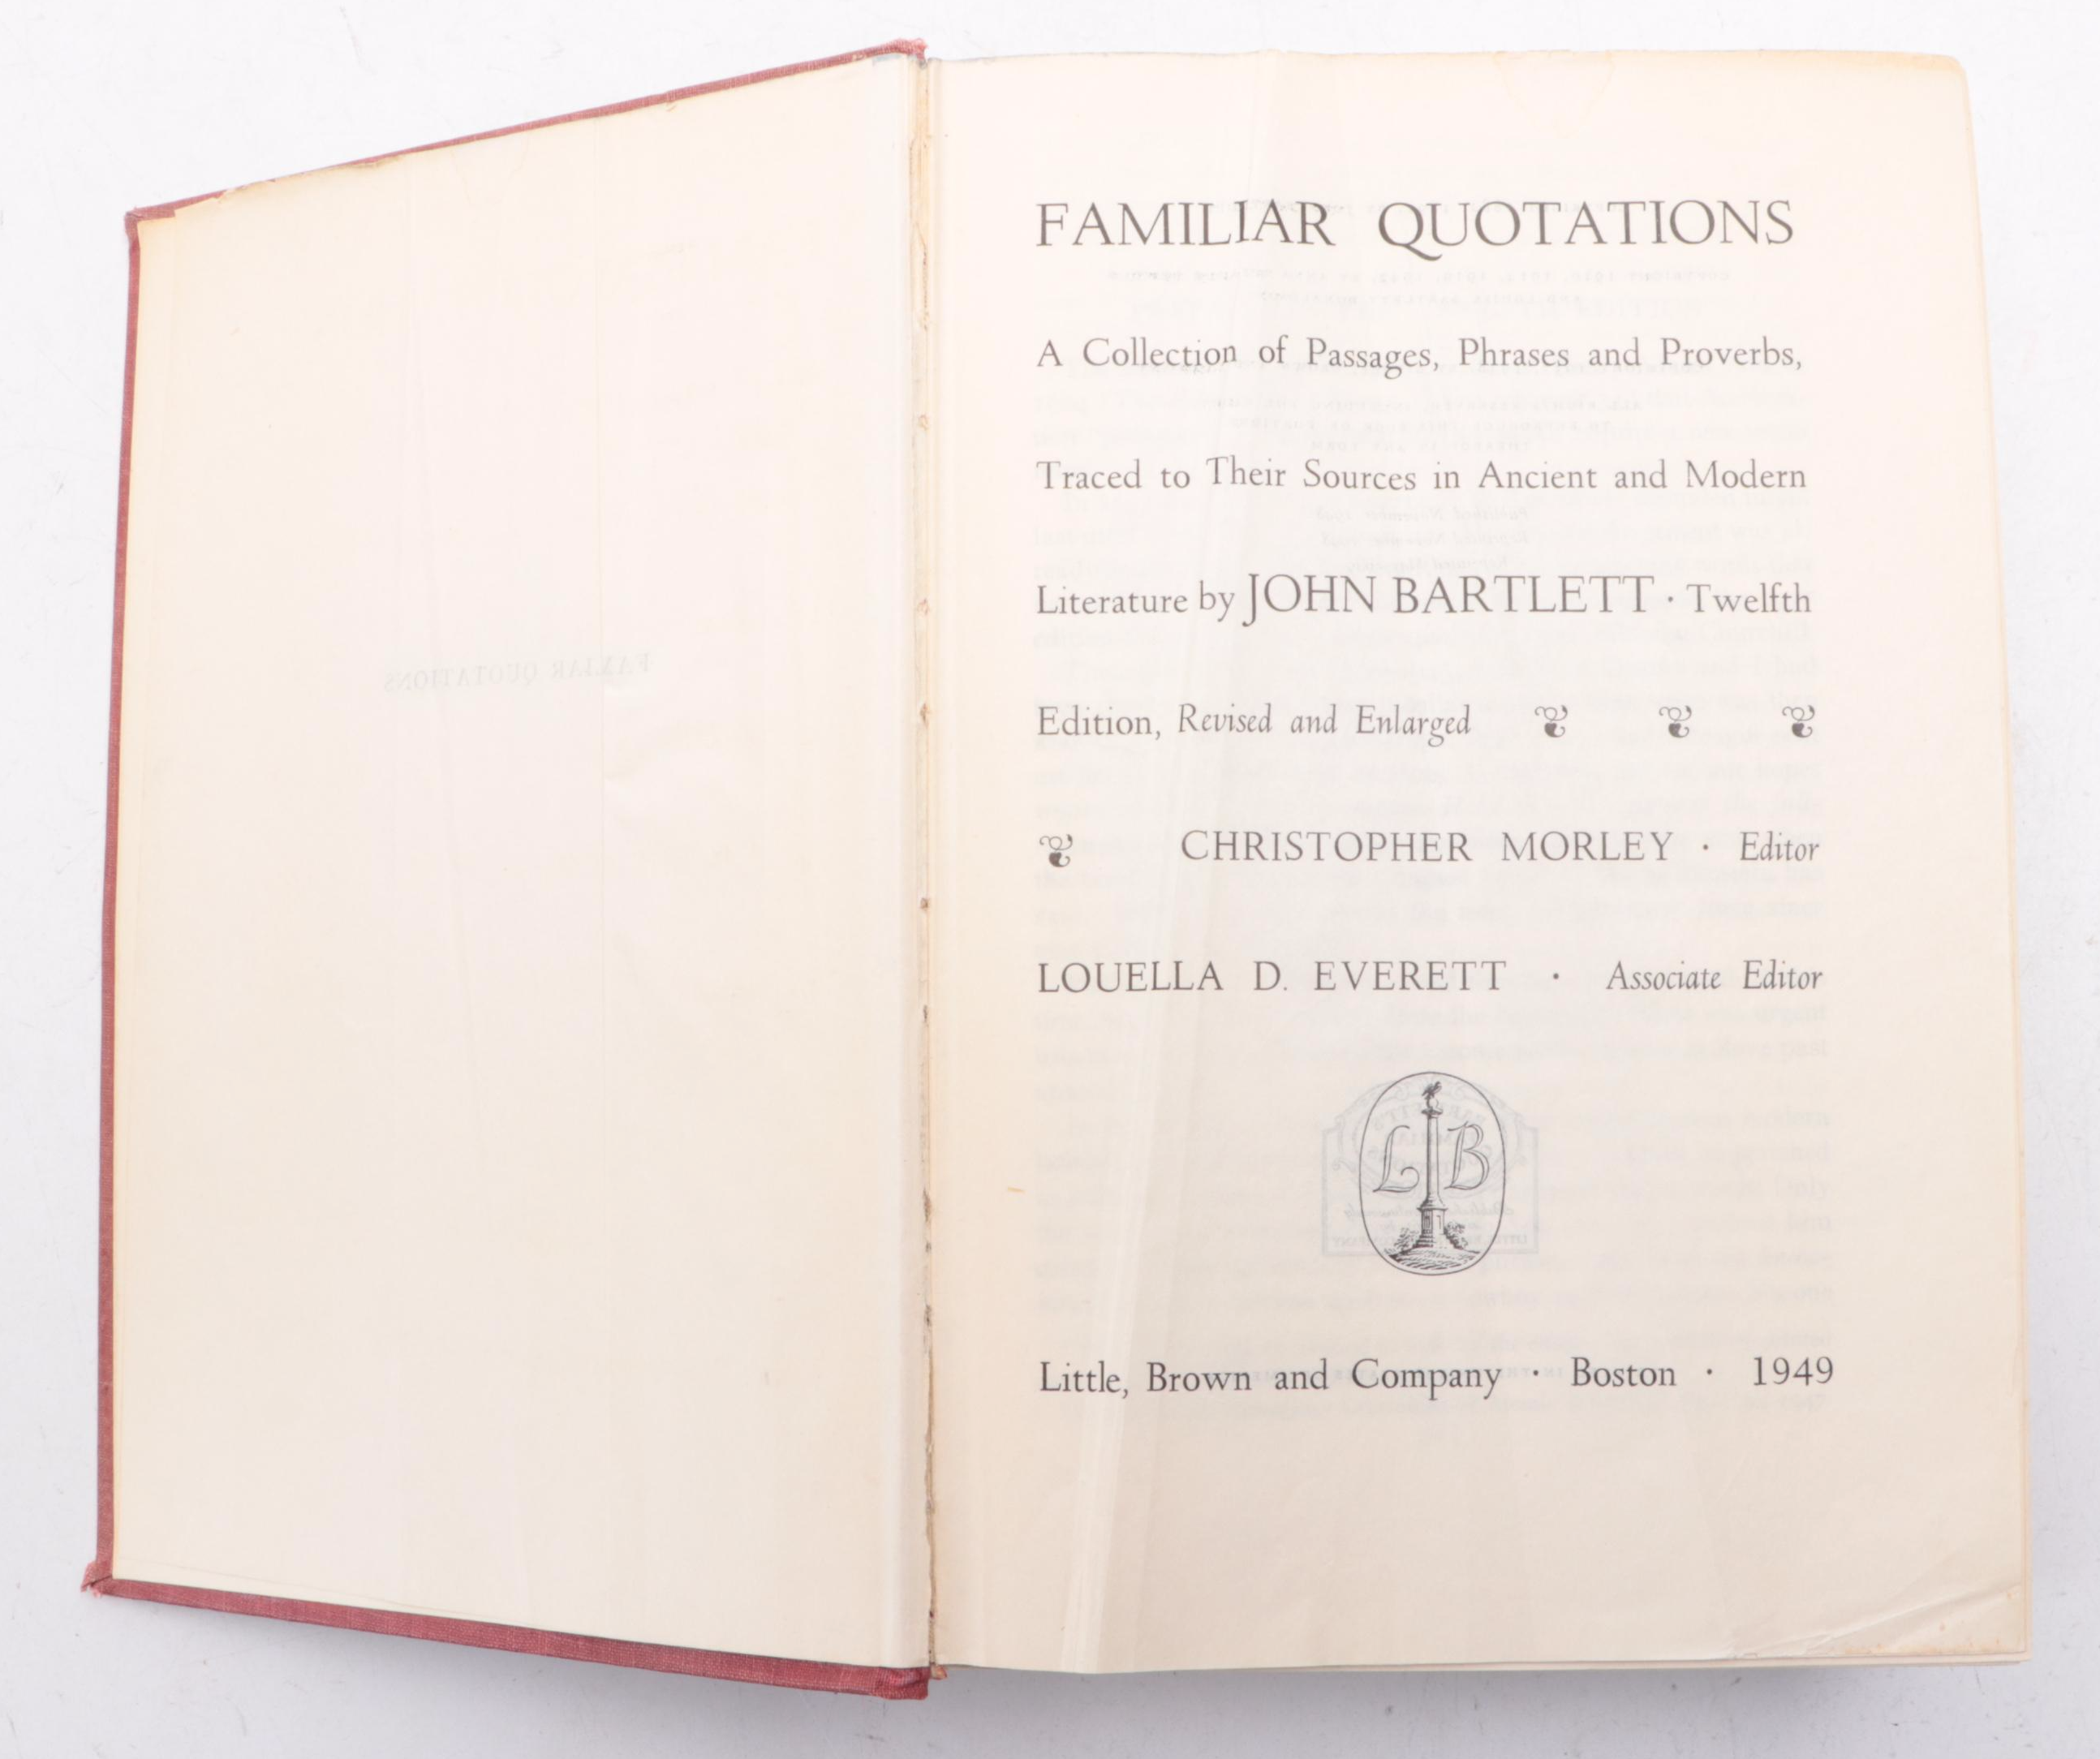 FAMILIAR QUOTATIONS
A Collection of Passages, Phrases and Proverbs,
Traced to Their Sources in Ancient and Modern
Literature by JOHN BARTLETT · Twelfth
Edition, Revised and Enlarged
CHRISTOPHER MORLEY · Editor
LOUELLA D. EVERETT · Associate Editor
L B
Little, Brown and Company · Boston · 1949